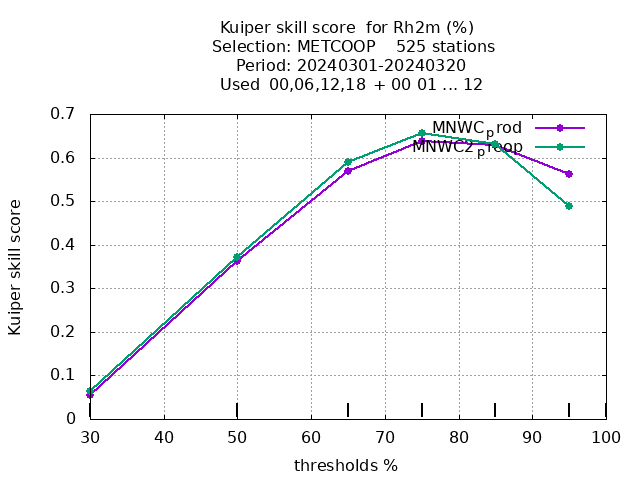 Kuiper skill score  for Rh2m (%)
Selection: METCOOP    525 stations
Period: 20240301-20240320
Used  00,06,12,18  + 00 01 ... 12
MNWCprod
MNWC2preop
0.7
0.6
0.5
0.4
0.3
0.2
0.1
0
Kuiper skill score
30 40 50 60 70 80 90 100
thresholds %